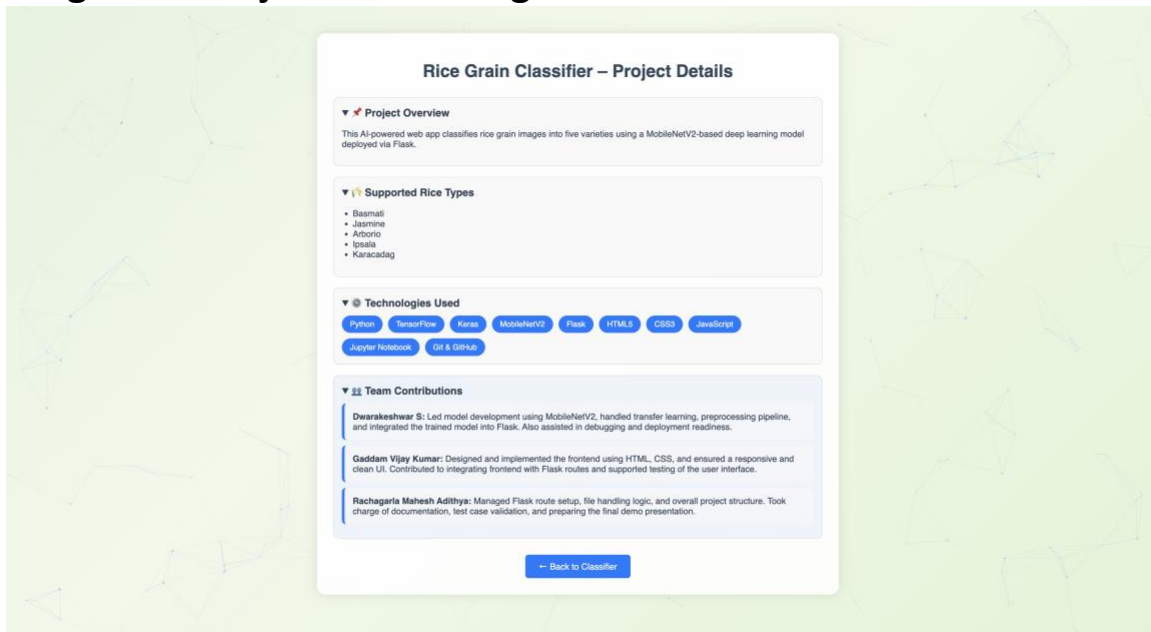 Rice Grain Classifier – Project Details
▼ 📌 Project Overview
This AI-powered web app classifies rice grain images into five varieties using a MobileNetV2-based deep learning model
deployed via Flask.
▼ 🌾 Supported Rice Types
• Basmati
• Jasmine
• Arborio
• Ipsala
• Karacadag
▼ ⚙️ Technologies Used
Python TensorFlow Keras MobileNetV2 Flask HTML5 CSS3 JavaScript
Jupyter Notebook Git & GitHub
▼ 👥 Team Contributions
Dwarakeshwar S: Led model development using MobileNetV2, handled transfer learning, preprocessing pipeline,
and integrated the trained model into Flask. Also assisted in debugging and deployment readiness.
Gaddam Vijay Kumar: Designed and implemented the frontend using HTML, CSS, and ensured a responsive and
clean UI. Contributed to integrating frontend with Flask routes and supported testing of the user interface.
Rachagarla Mahesh Adithya: Managed Flask route setup, file handling logic, and overall project structure. Took
charge of documentation, test case validation, and preparing the final demo presentation.
← Back to Classifier